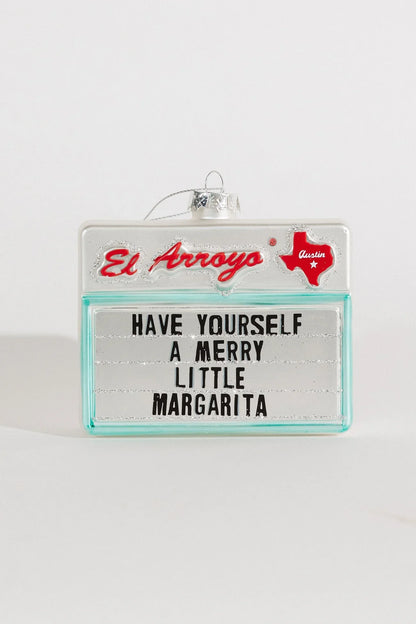 El Arroyo®
Austin
HAVE YOURSELF
A MERRY
LITTLE
MARGARITA